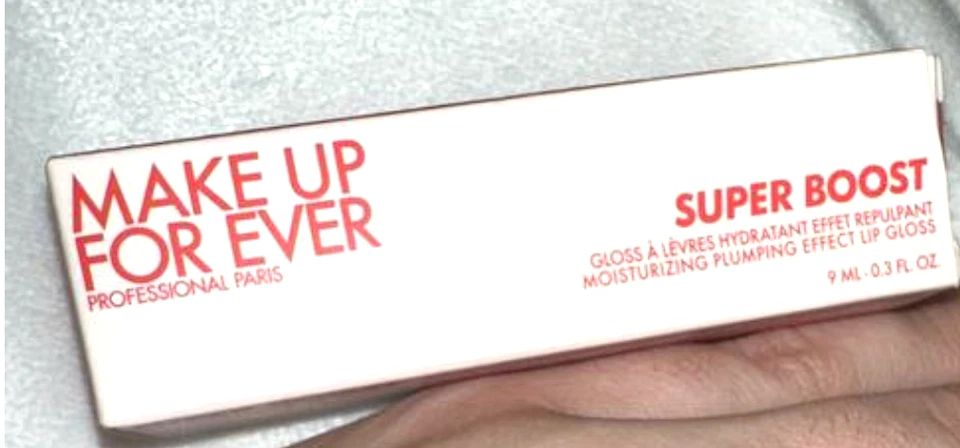 MAKE UP
FOR EVER
PROFESSIONAL PARIS
SUPER BOOST
GLOSS À LÈVRES HYDRATANT EFFET REPULPANT
MOISTURIZING PLUMPING EFFECT LIP GLOSS
9 ML · 0.3 FL. OZ.